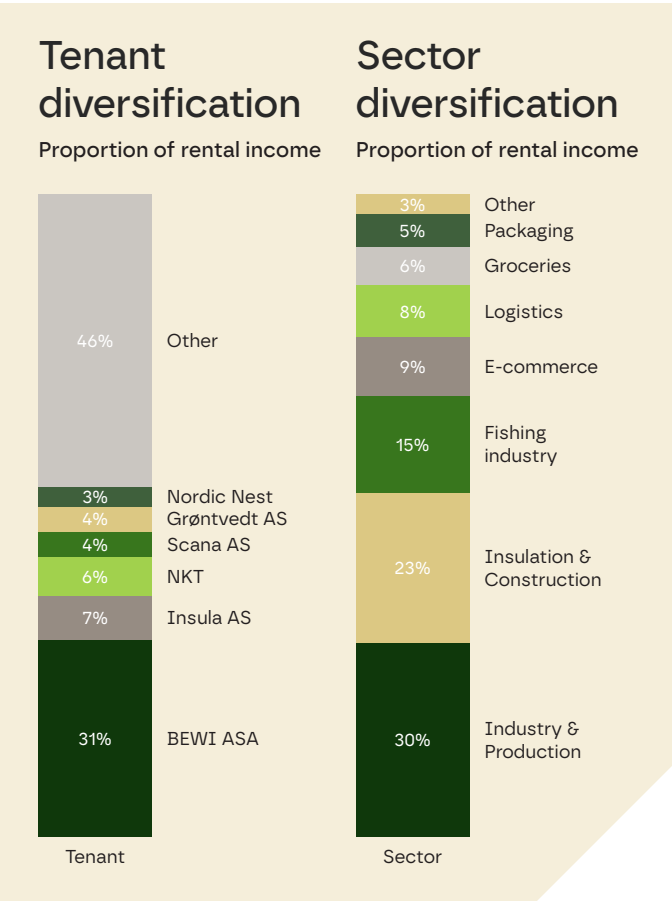 Tenant
diversification
Proportion of rental income
46%
Other
3%
Nordic Nest
4%
Grøntvedt AS
4%
Scana AS
6%
NKT
7%
Insula AS
31%
BEWI ASA
Tenant
Sector
diversification
Proportion of rental income
3%
Other
5%
Packaging
6%
Groceries
8%
Logistics
9%
E-commerce
15%
Fishing
industry
23%
Insulation &
Construction
30%
Industry &
Production
Sector